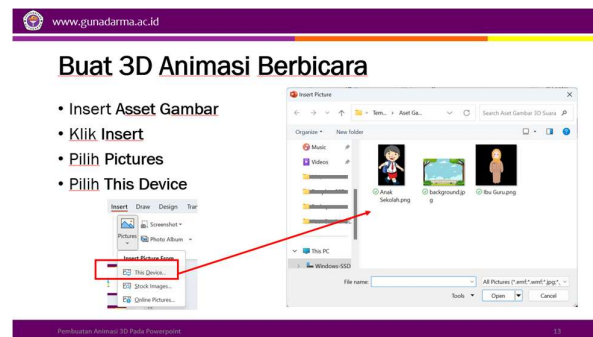 www.gunadarma.ac.id
Buat 3D Animasi Berbicara
• Insert Asset Gambar
• Klik Insert
• Pilih Pictures
• Pilih This Device
Insert Draw Design Tran
Pictures
Screenshot
Photo Album
Insert Picture From
This Device...
Stock Images...
Online Pictures...
Insert Picture
Tem... › Aset Ga...
Search Aset Gambar 3D Suara
Organize
New folder
Music
Videos
This PC
Windows-SSD
Anak
Sekolah.png
background.jp
g
Ibu Guru.png
File name:
All Pictures (*.emf;*.wmf;*.jpg;*.
Tools
Open
Cancel
Pembuatan Animasi 3D Pada Powerpoint
13